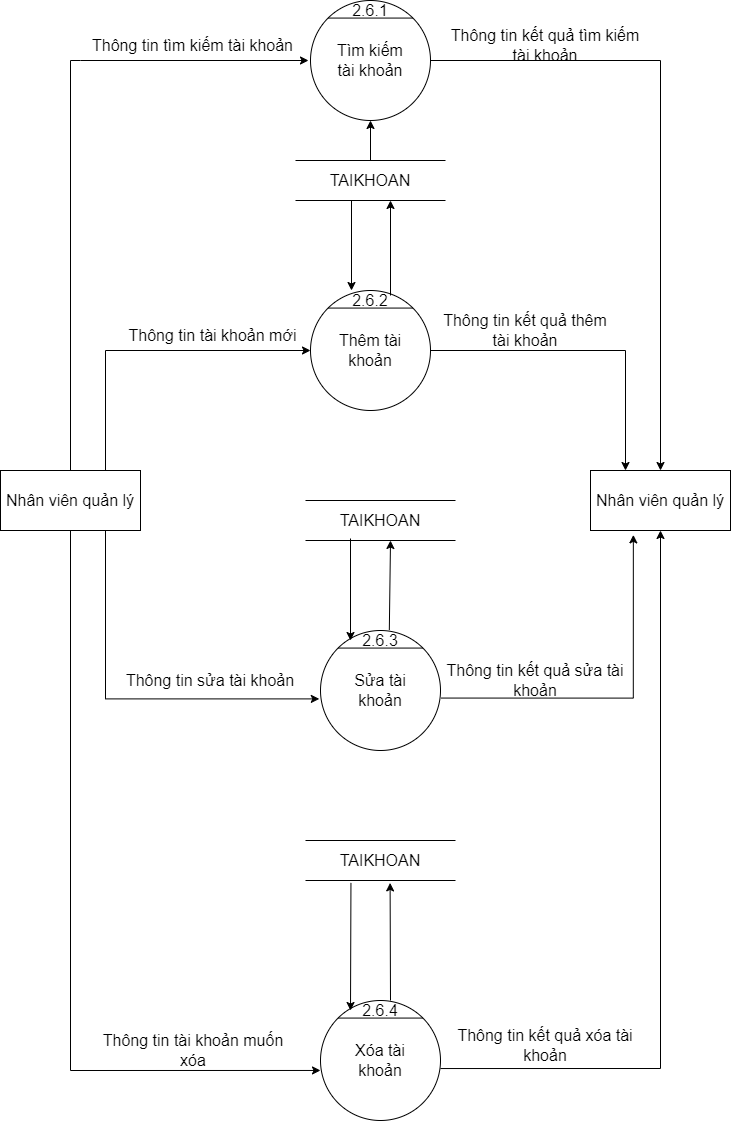 2.6.1
Thông tin tìm kiếm tài khoản
Tìm kiếm
tài khoản
Thông tin kết quả tìm kiếm
tài khoản
TAIKHOAN
2.6.2
Thông tin tài khoản mới
Thêm tài
khoản
Thông tin kết quả thêm
tài khoản
Nhân viên quản lý
Nhân viên quản lý
TAIKHOAN
2.6.3
Thông tin sửa tài khoản
Sửa tài
khoản
Thông tin kết quả sửa tài
khoản
TAIKHOAN
2.6.4
Thông tin tài khoản muốn
xóa
Xóa tài
khoản
Thông tin kết quả xóa tài
khoản